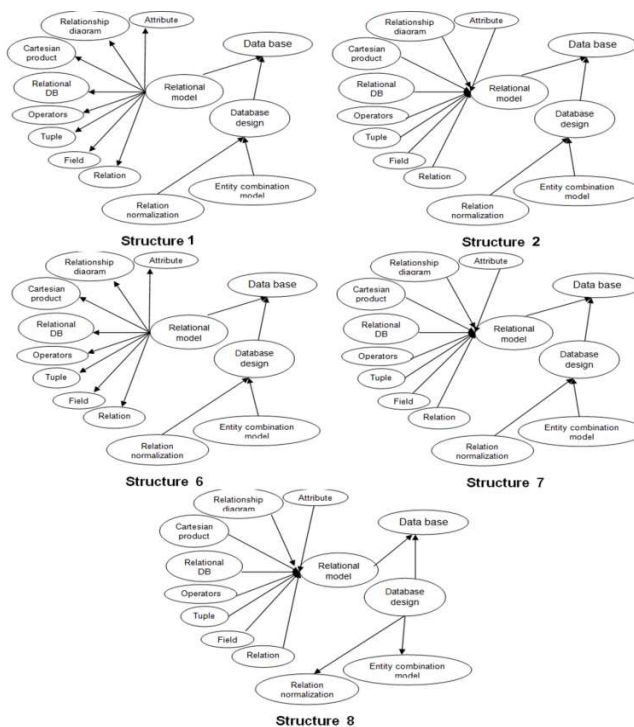 Relationship
diagram
Attribute
Cartesian
product
Data base
Relational
DB
Relational
model
Operators
Tuple
Database
design
Field
Relation
Entity combination
model
Relation
normalization
Structure 1
Relationship
diagram
Attribute
Cartesian
product
Data base
Relational
DB
Relational
model
Operators
Tuple
Database
design
Field
Relation
Entity combination
model
Relation
normalization
Structure 2
Relationship
diagram
Attribute
Cartesian
product
Data base
Relational
DB
Relational
model
Operators
Tuple
Database
design
Field
Relation
Entity combination
model
Relation
normalization
Structure 6
Relationship
diagram
Attribute
Cartesian
product
Data base
Relational
DB
Relational
model
Operators
Tuple
Database
design
Field
Relation
Entity combination
model
Relation
normalization
Structure 7
Relationship
diagram
Attribute
Cartesian
product
Data base
Relational
DB
Relational
model
Operators
Tuple
Database
design
Field
Relation
Entity combination
model
Relation
normalization
Structure 8